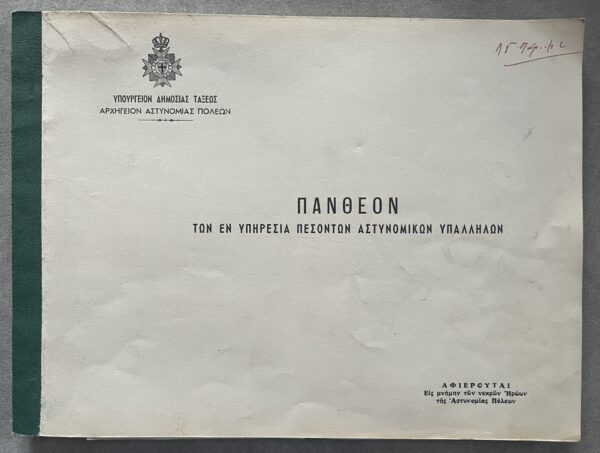 ΥΠΟΥΡΓΕΙΟΝ ΔΗΜΟΣΙΑΣ ΤΑΞΕΩΣ
ΑΡΧΗΓΕΙΟΝ ΑΣΤΥΝΟΜΙΑΣ ΠΟΛΕΩΝ
ΠΑΝΘΕΟΝ
ΤΩΝ ΕΝ ΥΠΗΡΕΣΙΑ ΠΕΣΟΝΤΩΝ ΑΣΤΥΝΟΜΙΚΩΝ ΥΠΑΛΛΗΛΩΝ
ΑΦΙΕΡΟΥΤΑΙ
Εἰς μνήμην τῶν νεκρῶν Ἡρώων
τῆς Ἀστυνομίας Πόλεων